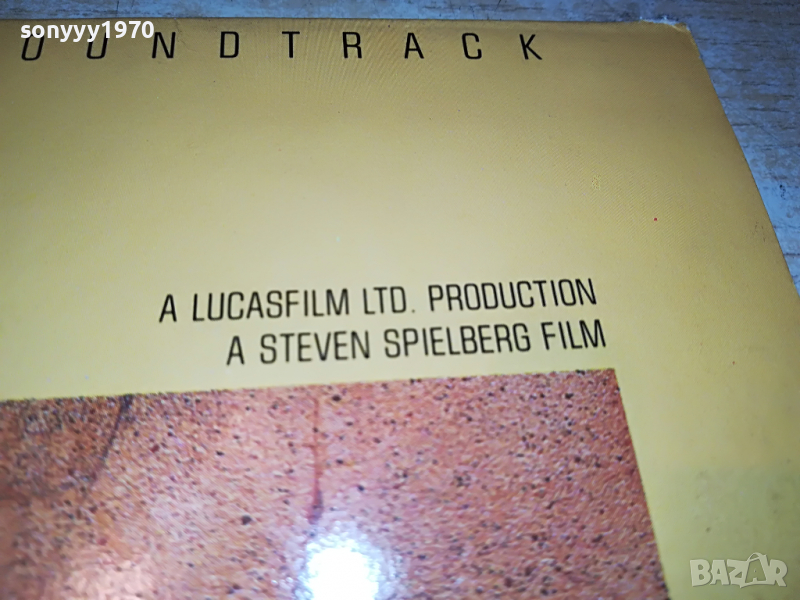 sonyyy1970
OUNDTRACK
A LUCASFILM LTD. PRODUCTION
A STEVEN SPIELBERG FILM
BAZAR